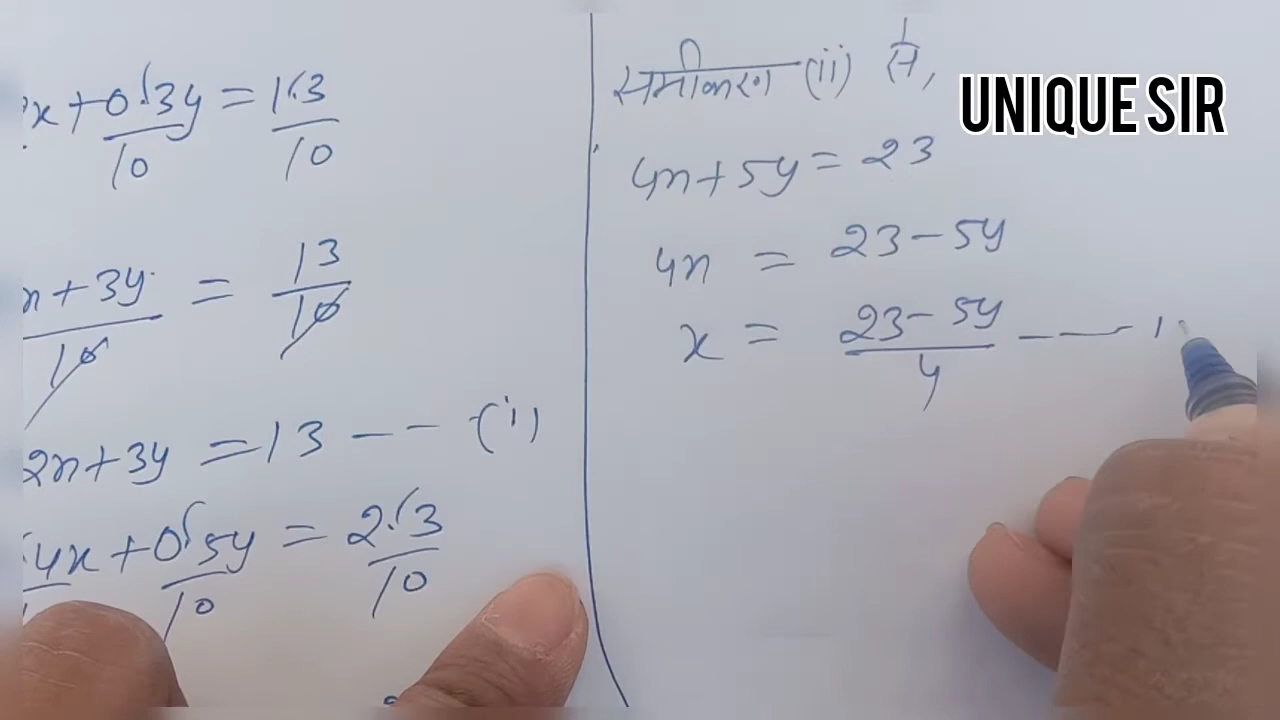 x + 0.3y = 1.3
10 10
x + 3y = 13
10 10
2x + 3y = 13 -- (i)
4x + 0.5y = 2.3
10 10
समीकरण (ii) से,
UNIQUE SIR
4x + 5y = 23
4x = 23 - 5y
x = 23 - 5y
4